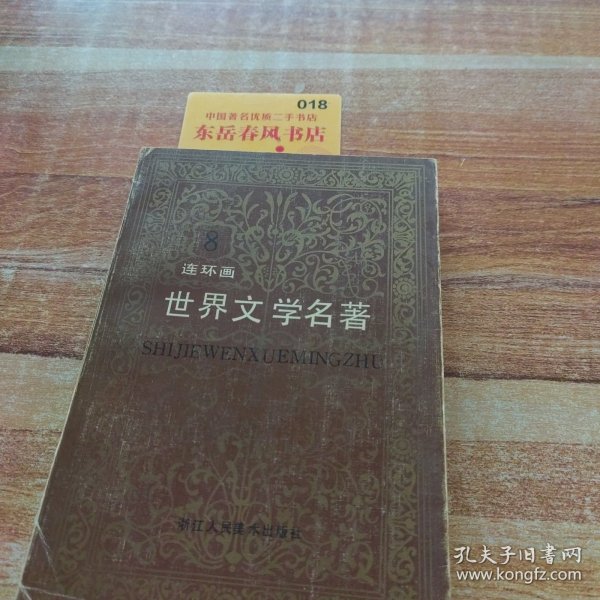 018
中国著名优质二手书店
东岳春风书店
8
连环画
世界文学名著
SHIJIEWENXUEMINGZHU
浙江人民美术出版社
孔夫子旧书网
www.kongfz.com